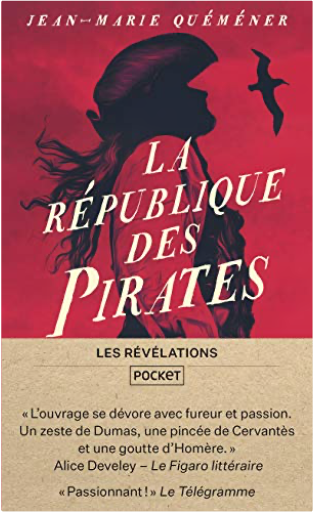 JEAN-MARIE QUÉMÉNER
LA
RÉPUBLIQUE
DES
PIRATES
LES RÉVÉLATIONS
POCKET
« L'ouvrage se dévore avec fureur et passion.
Un zeste de Dumas, une pincée de Cervantès
et une goutte d'Homère. »
Alice Develey – Le Figaro littéraire
« Passionnant ! » Le Télégramme